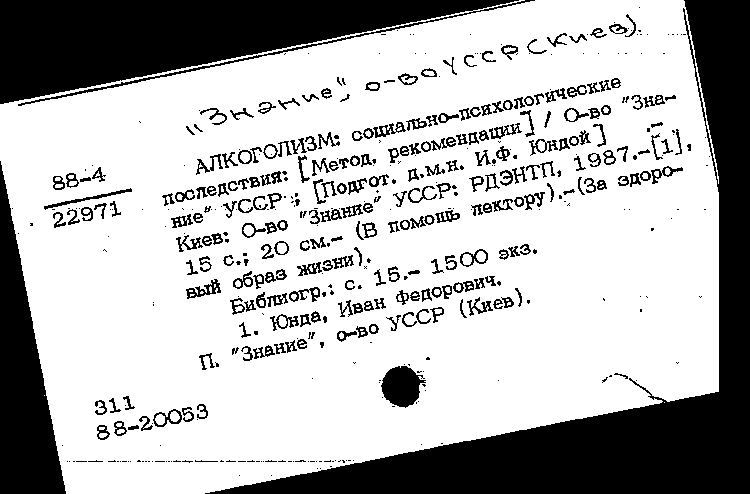 "Знание", о-во УССР (Киев).
88-4
22971
АЛКОГОЛИЗМ: социально-психологические
последствия: [Метод. рекомендации] / О-во "Зна-
ние" УССР ; [Подгот. д.м.н. И.Ф. Юндой] .-
Киев: О-во "Знание" УССР: РДЭНТП, 1987.-[1],
15 с.; 20 см.- (В помощь лектору).-(За здоро-
вый образ жизни).
Библиогр.: с. 15.- 1500 экз.
1. Юнда, Иван Федорович.
П. "Знание", о-во УССР (Киев).
311
88-20053